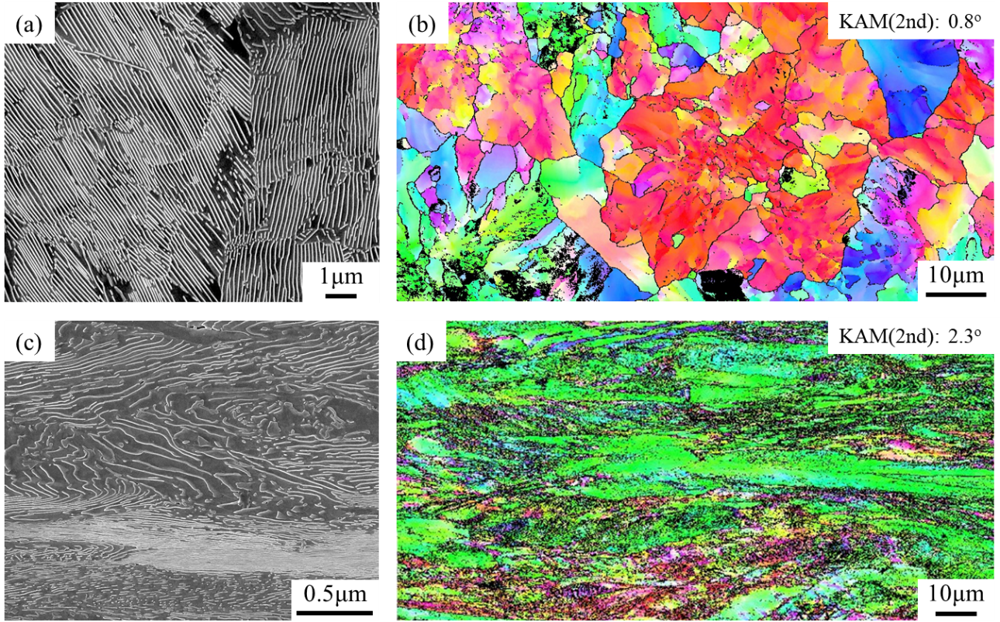 (a)
1μm
(b)
KAM(2nd): 0.8°
10μm
(c)
0.5μm
(d)
KAM(2nd): 2.3°
10μm